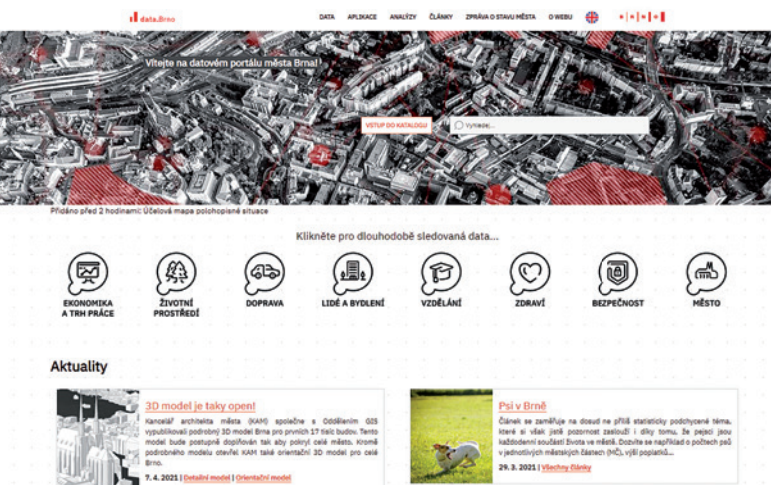 data.Brno
DATA APLIKACE ANALÝZY ČLÁNKY ZPRÁVA O STAVU MĚSTA O WEBU
Vítejte na datovém portálu města Brna!
VSTUP DO KATALOGU
Vyhledej...
Přidáno před 2 hodinami: Účelová mapa polohopisné situace
Klikněte pro dlouhodobě sledovaná data...
EKONOMIKA
A TRH PRÁCE
ŽIVOTNÍ
PROSTŘEDÍ
DOPRAVA
LIDÉ A BYDLENÍ
VZDĚLÁNÍ
ZDRAVÍ
BEZPEČNOST
MĚSTO
Aktuality
3D model je taky open!
Kancelář architekta města (KAM) společně s Oddělením GIS
vypublikovali podrobný 3D model Brna pro prvních 17 tisíc budov. Tento
model bude postupně doplňován tak aby pokryl celé město. Kromě
podrobného modelu otevřel KAM také orientační 3D model pro celé
Brno.
7. 4. 2021 | Detailní model | Orientační model
Psi v Brně
Článek se zaměřuje na dosud ne příliš statisticky podchycené téma,
které si však jistě pozornost zaslouží i díky tomu, že pejsci jsou
každodenní součástí života ve městě. Dozvíte se například o počtech psů
v jednotlivých městských částech (MČ), výši poplatků...
29. 3. 2021 | Všechny články